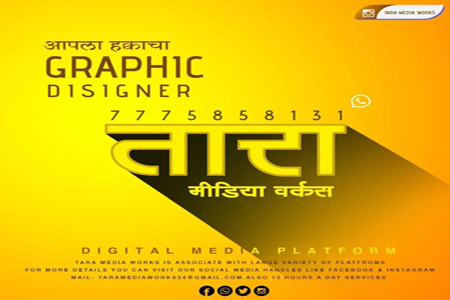 TARA MEDIA WORKS
आपला हक्काचा
GRAPHIC
DISIGNER
7775858131
तारा
मीडिया वर्कस
DIGITAL MEDIA PLATFORM
TARA MEDIA WORKS IS ASSOCIATE WITH LARGE VARIETY OF PLATFROMS
FOR MORE DETAILS YOU CAN VISIT OUR SOCIAL MEDIA HANDLES LIKE FACEBOOK & INSTAGRAM
MAIL- TARAMEDIAWORKS24@GMAIL.COM ALSO 12 HOURS A DAY SERVICES